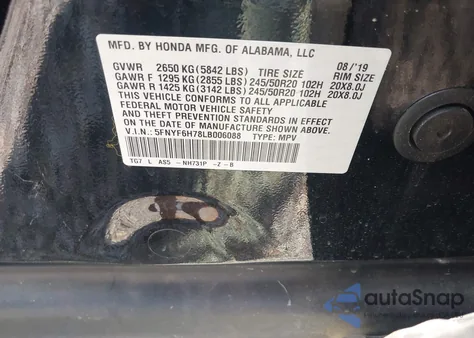 MFD. BY HONDA MFG. OF ALABAMA, LLC
GVWR 2650 KG (5842 LBS) TIRE SIZE 08/'19 RIM SIZE
GAWR F 1295 KG (2855 LBS) 245/50R20 102H 20X8.0J
GAWR R 1425 KG (3142 LBS) 245/50R20 102H 20X8.0J
THIS VEHICLE CONFORMS TO ALL APPLICABLE
FEDERAL MOTOR VEHICLE SAFETY
AND THEFT PREVENTION STANDARDS IN EFFECT
ON THE DATE OF MANUFACTURE SHOWN ABOVE.
V.I.N.: 5FNYF6H78LB006088 TYPE: MPV
TG7 L A95 -NH731P -Z -B
autoSnap